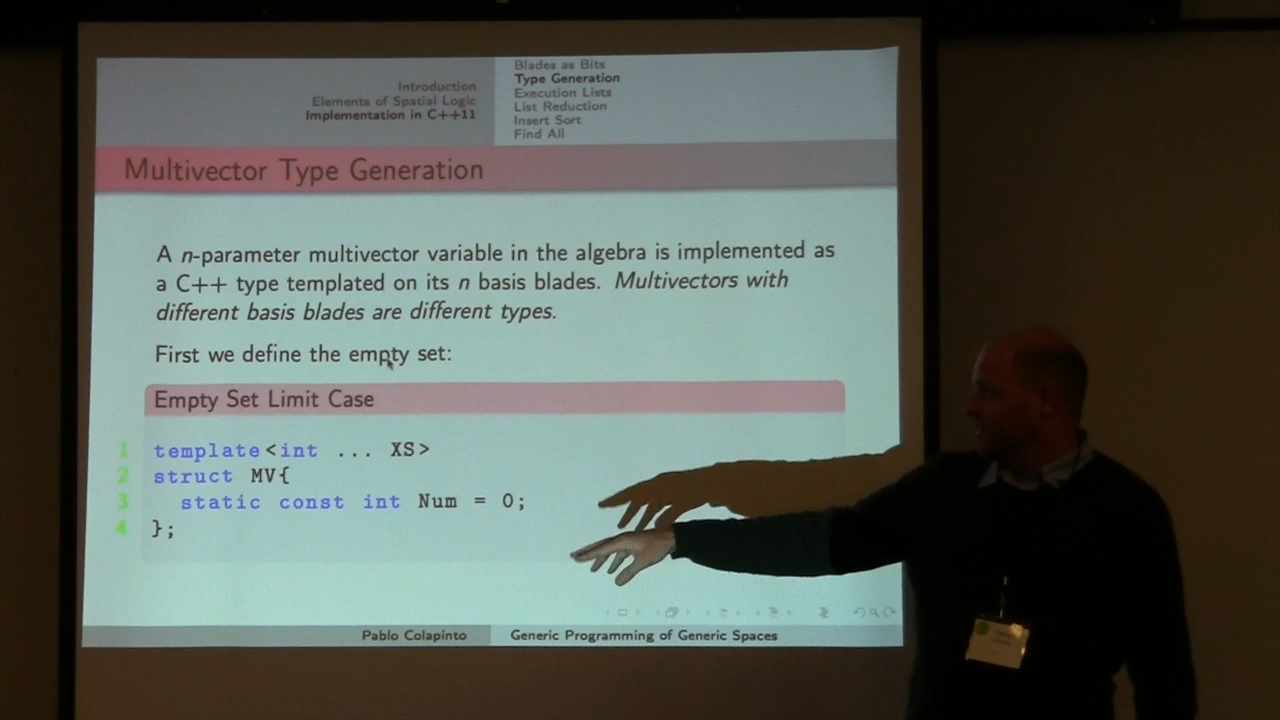 Introduction
Elements of Spatial Logic
Implementation in C++11
Blades as Bits
Type Generation
Execution Lists
List Reduction
Insert Sort
Find All
Multivector Type Generation
A n-parameter multivector variable in the algebra is implemented as
a C++ type templated on its n basis blades. Multivectors with
different basis blades are different types.
First we define the empty set:
Empty Set Limit Case
1 template<int ... XS>
2 struct MV{
3 static const int Num = 0;
4 };
Pablo Colapinto
Generic Programming of Generic Spaces